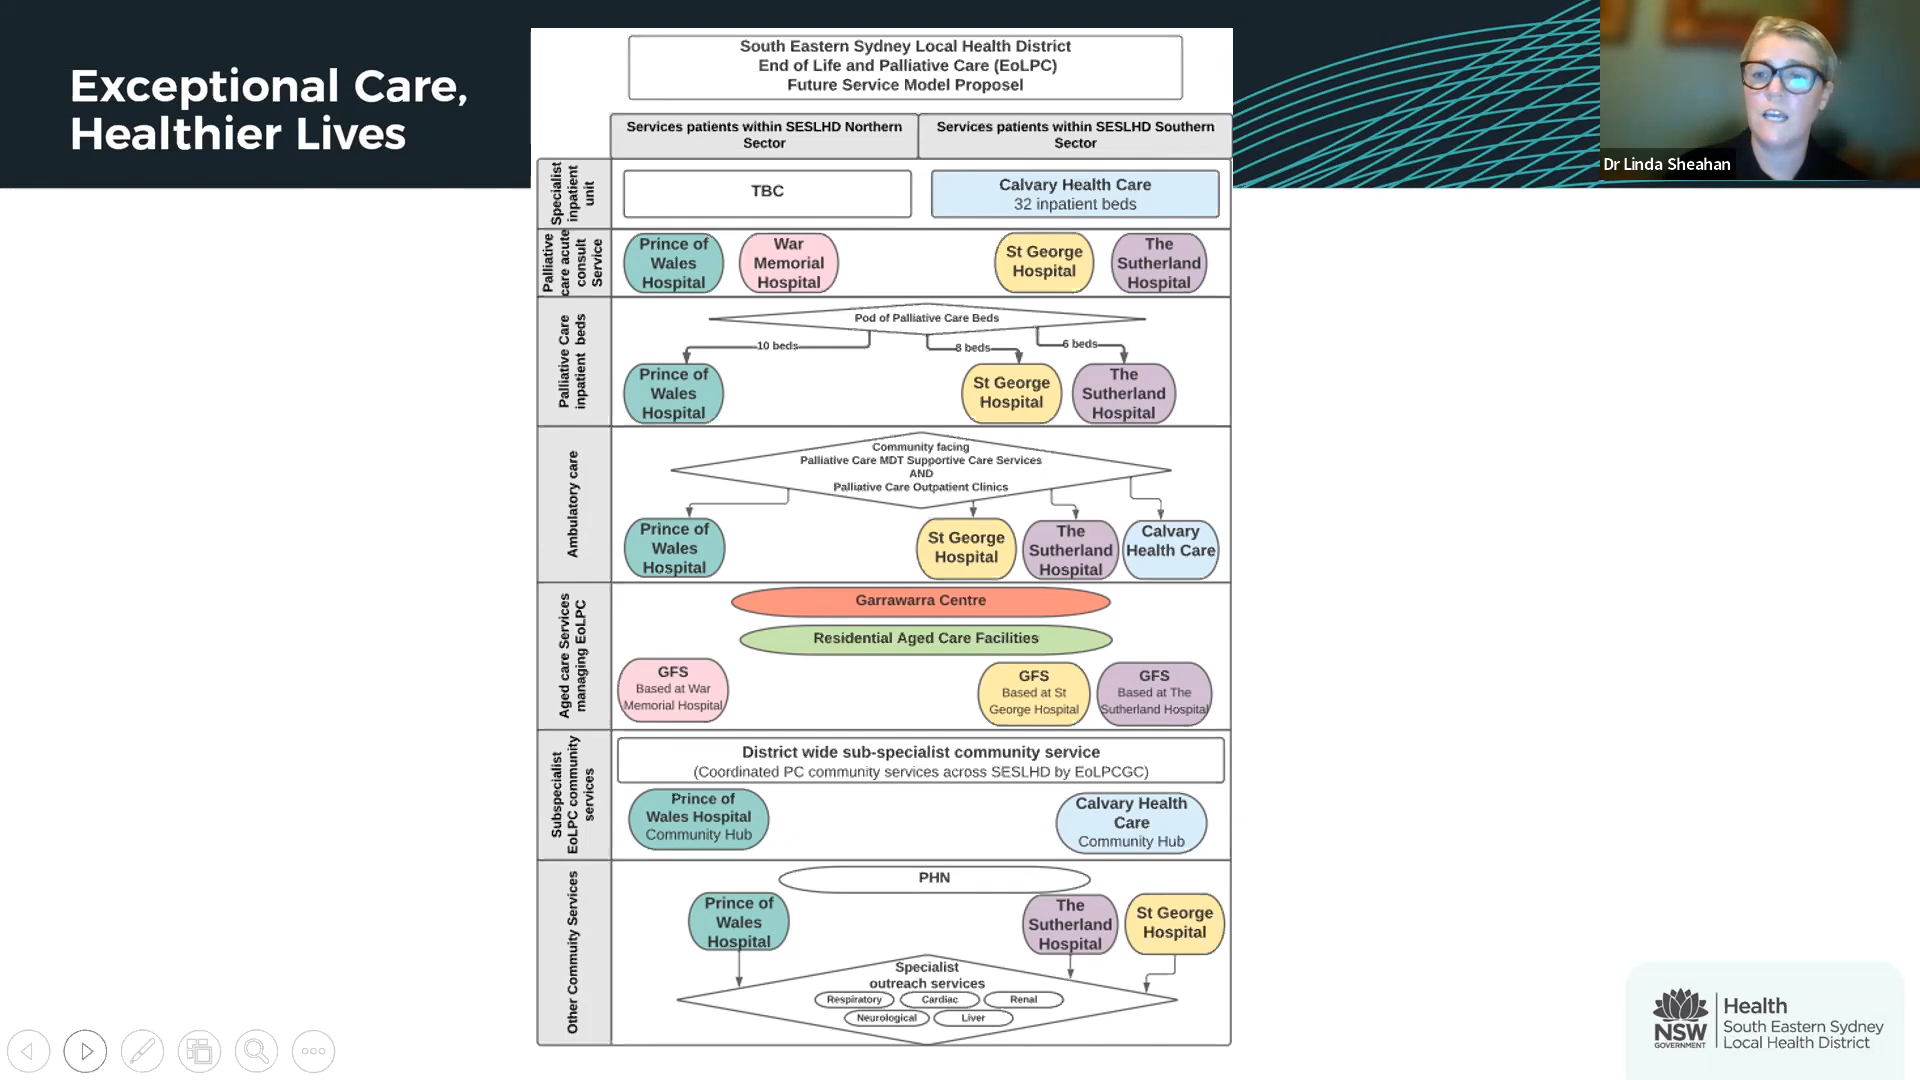 Exceptional Care,
Healthier Lives
South Eastern Sydney Local Health District
End of Life and Palliative Care (EoLPC)
Future Service Model Proposel
Services patients within SESLHD Northern
Sector
Services patients within SESLHD Southern
Sector
Specialist
inpatient
unit
TBC
Calvary Health Care
32 inpatient beds
Palliative
care acute
consult
Service
Prince of
Wales
Hospital
War
Memorial
Hospital
St George
Hospital
The
Sutherland
Hospital
Palliative Care
inpatient beds
Pod of Palliative Care Beds
10 beds
8 beds
6 beds
Prince of
Wales
Hospital
St George
Hospital
The
Sutherland
Hospital
Ambulatory care
Community facing
Palliative Care MDT Supportive Care Services
AND
Palliative Care Outpatient Clinics
Prince of
Wales
Hospital
St George
Hospital
The
Sutherland
Hospital
Calvary
Health Care
Aged care Services
managing EoLPC
Garrawarra Centre
Residential Aged Care Facilities
GFS
Based at War
Memorial Hospital
GFS
Based at St
George Hospital
GFS
Based at The
Sutherland Hospital
Subspecialist
EoLPC community
services
District wide sub-specialist community service
(Coordinated PC community services across SESLHD by EoLPCGC)
Prince of
Wales Hospital
Community Hub
Calvary Health
Care
Community Hub
Other Commuity Services
PHN
Prince of
Wales
Hospital
The
Sutherland
Hospital
St George
Hospital
Specialist
outreach services
Respiratory
Cardiac
Renal
Neurological
Liver
Dr Linda Sheahan
NSW
GOVERNMENT
Health
South Eastern Sydney
Local Health District